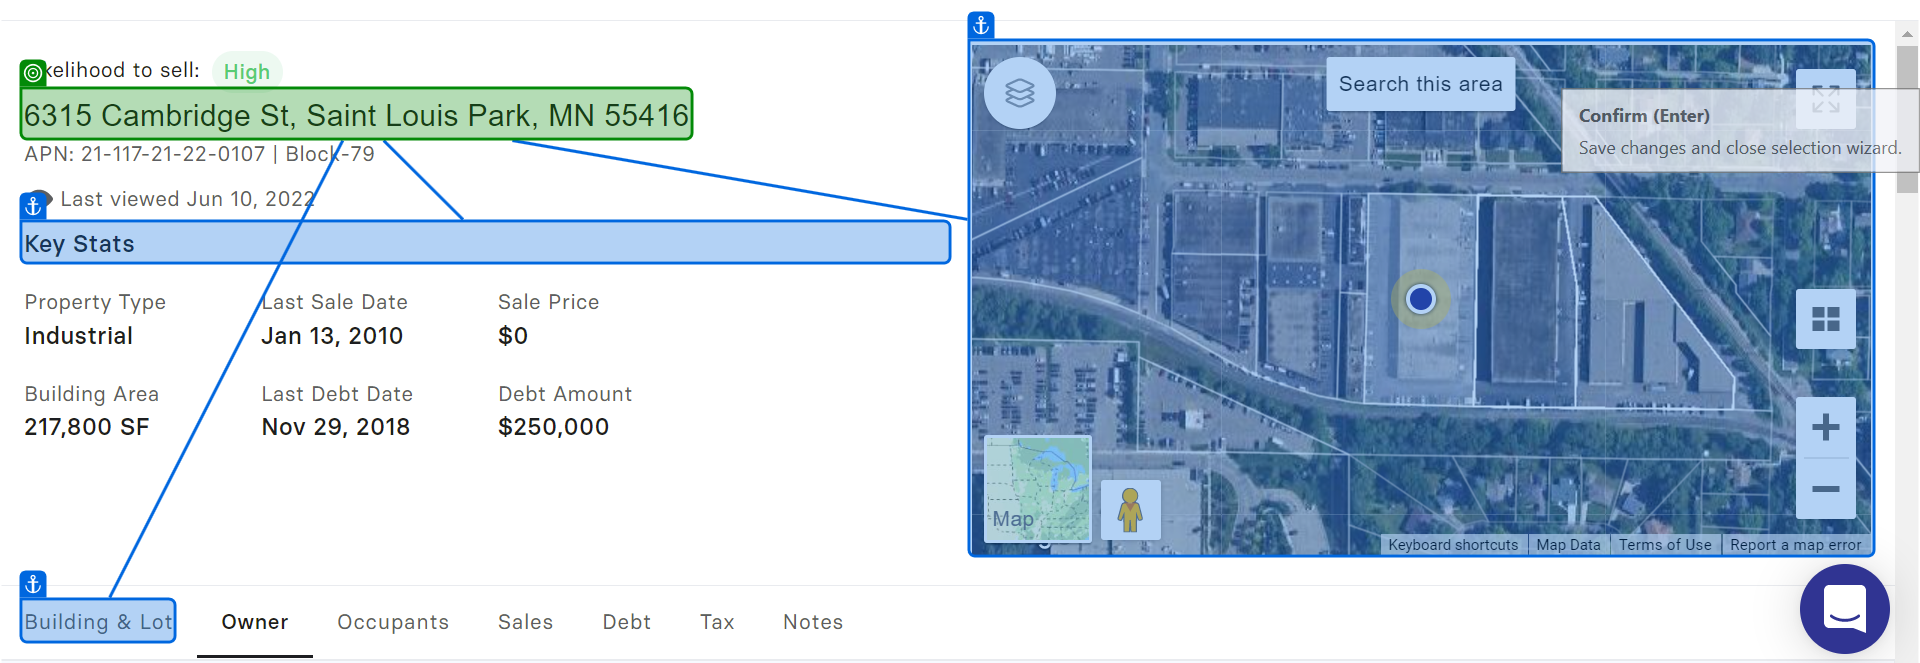 kelihood to sell: High
6315 Cambridge St, Saint Louis Park, MN 55416
APN: 21-117-21-22-0107 | Block-79
Last viewed Jun 10, 2022
Key Stats
Property Type Last Sale Date Sale Price
Industrial Jan 13, 2010 $0
Building Area Last Debt Date Debt Amount
217,800 SF Nov 29, 2018 $250,000
Search this area
Confirm (Enter)
Save changes and close selection wizard.
Map
Keyboard shortcuts Map Data Terms of Use Report a map error
Building & Lot Owner Occupants Sales Debt Tax Notes